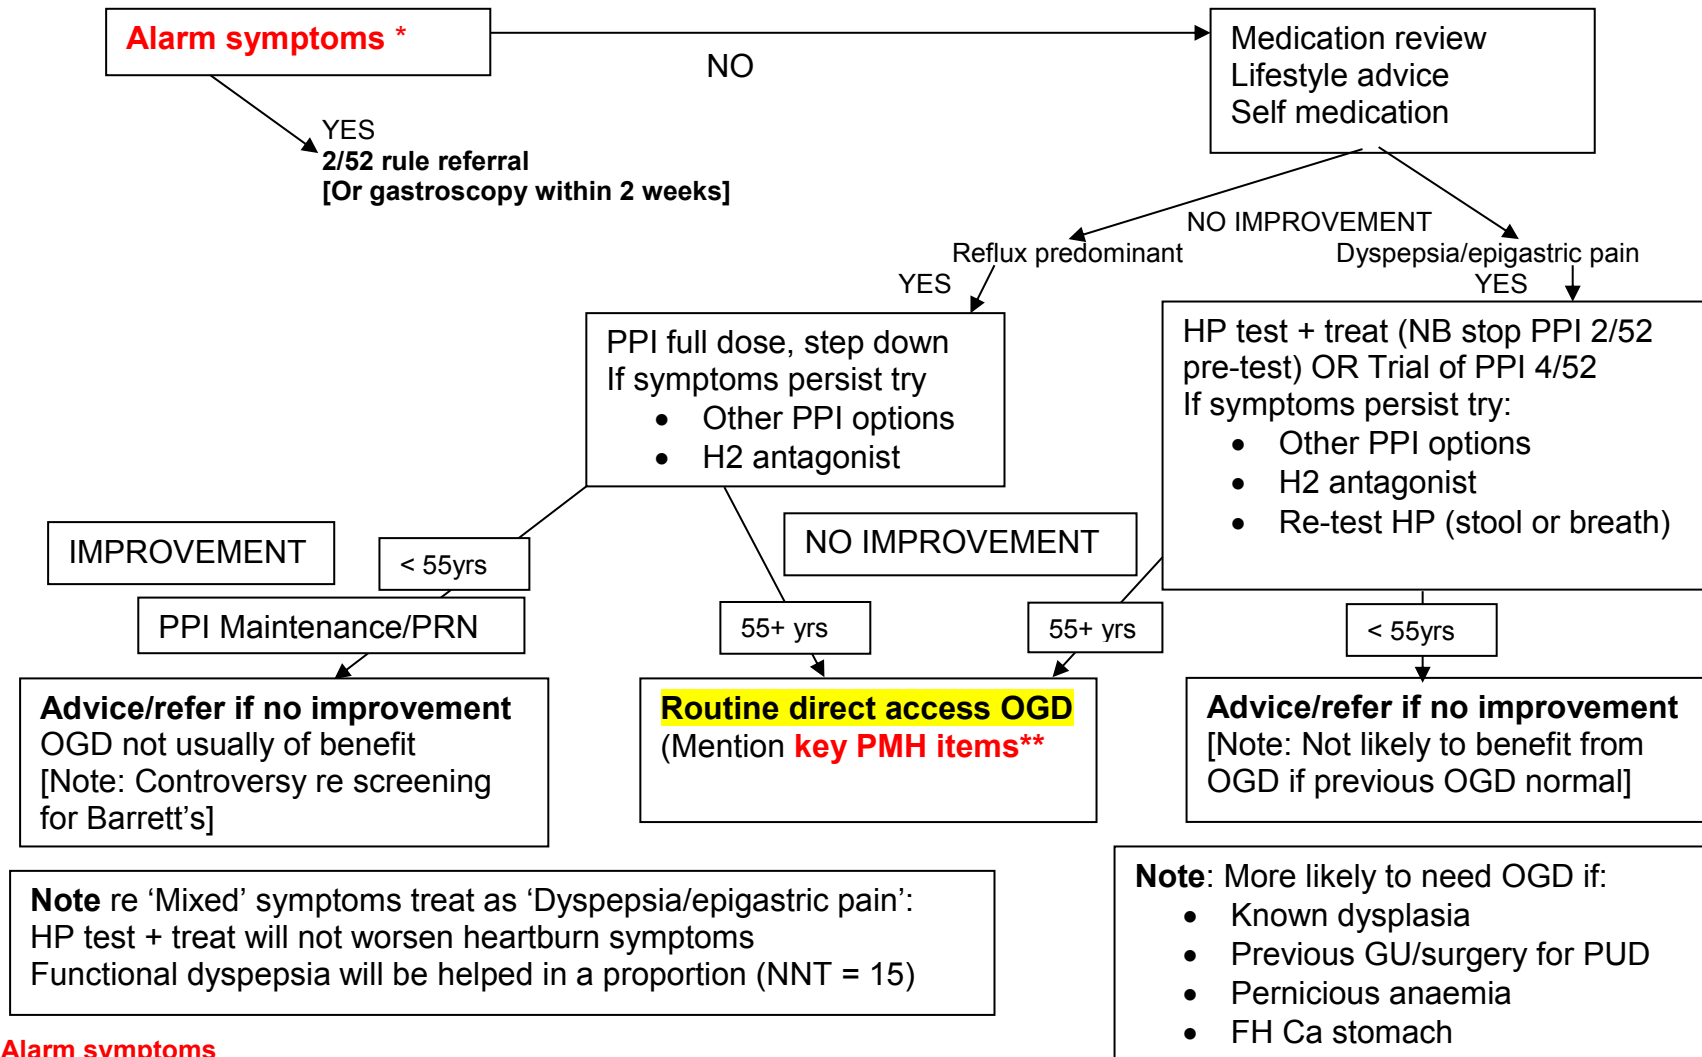 Alarm symptoms *
NO
Medication review
Lifestyle advice
Self medication
YES
2/52 rule referral
[Or gastroscopy within 2 weeks]
NO IMPROVEMENT
Reflux predominant
Dyspepsia/epigastric pain
YES
YES
PPI full dose, step down
If symptoms persist try
• Other PPI options
• H2 antagonist
HP test + treat (NB stop PPI 2/52
pre-test) OR Trial of PPI 4/52
If symptoms persist try:
• Other PPI options
• H2 antagonist
• Re-test HP (stool or breath)
IMPROVEMENT
< 55yrs
NO IMPROVEMENT
PPI Maintenance/PRN
55+ yrs
55+ yrs
< 55yrs
Advice/refer if no improvement
OGD not usually of benefit
[Note: Controversy re screening
for Barrett’s]
Routine direct access OGD
(Mention key PMH items**
Advice/refer if no improvement
[Note: Not likely to benefit from
OGD if previous OGD normal]
Note re ‘Mixed’ symptoms treat as ‘Dyspepsia/epigastric pain’:
HP test + treat will not worsen heartburn symptoms
Functional dyspepsia will be helped in a proportion (NNT = 15)
Note: More likely to need OGD if:
• Known dysplasia
• Previous GU/surgery for PUD
• Pernicious anaemia
• FH Ca stomach
Alarm symptoms